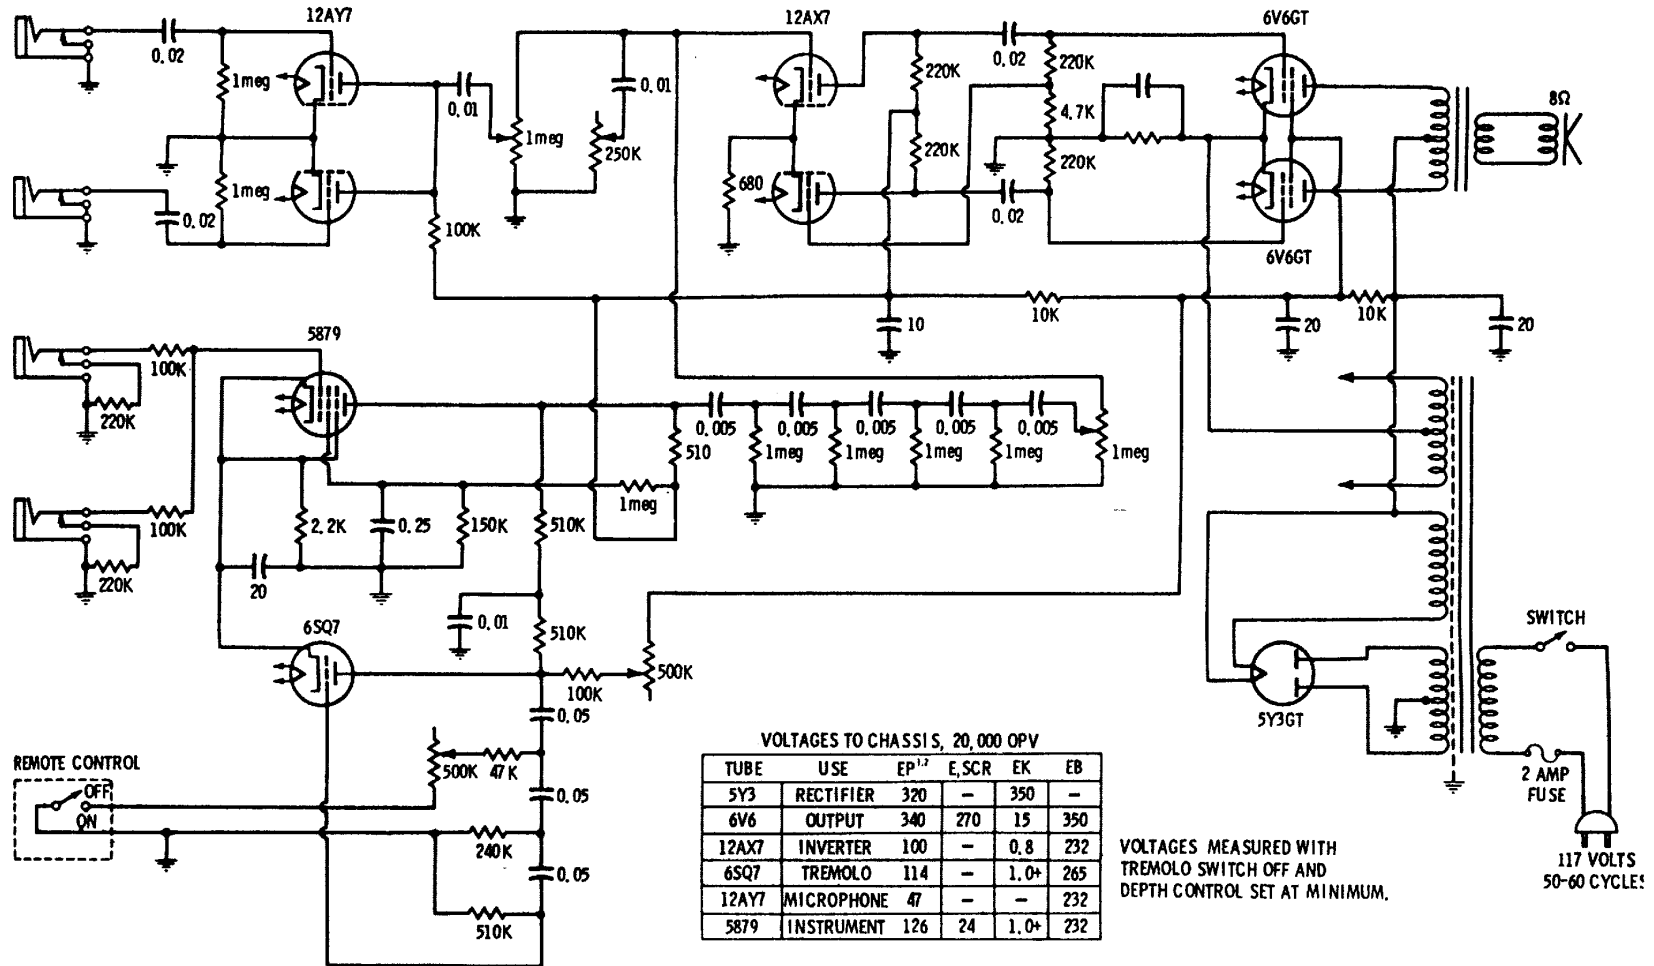 12AY7
12AX7
6V6GT
0.02
1meg
0.01
1meg
0.01
250K
220K
0.02
220K
4.7K
8Ω
220K
220K
1meg
0.02
680
0.02
100K
6V6GT
10
10K
20
10K
20
5879
100K
220K
0.005
0.005
0.005
0.005
0.005
510
1meg
1meg
1meg
1meg
1meg
1meg
100K
2.2K
0.25
150K
510K
220K
20
0.01
510K
6SQ7
SWITCH
100K
500K
0.05
5Y3GT
VOLTAGES TO CHASSIS, 20,000 OPV
TUBE USE EP1,2 E,SCR EK EB
5Y3 RECTIFIER 320 – 350 –
6V6 OUTPUT 340 270 15 350
12AX7 INVERTER 100 – 0.8 232
6SQ7 TREMOLO 114 – 1.0+ 265
12AY7 MICROPHONE 47 – – 232
5879 INSTRUMENT 126 24 1.0+ 232
REMOTE CONTROL
OFF
ON
500K
47K
0.05
240K
0.05
510K
2 AMP
FUSE
VOLTAGES MEASURED WITH
TREMOLO SWITCH OFF AND
DEPTH CONTROL SET AT MINIMUM.
117 VOLTS
50-60 CYCLES